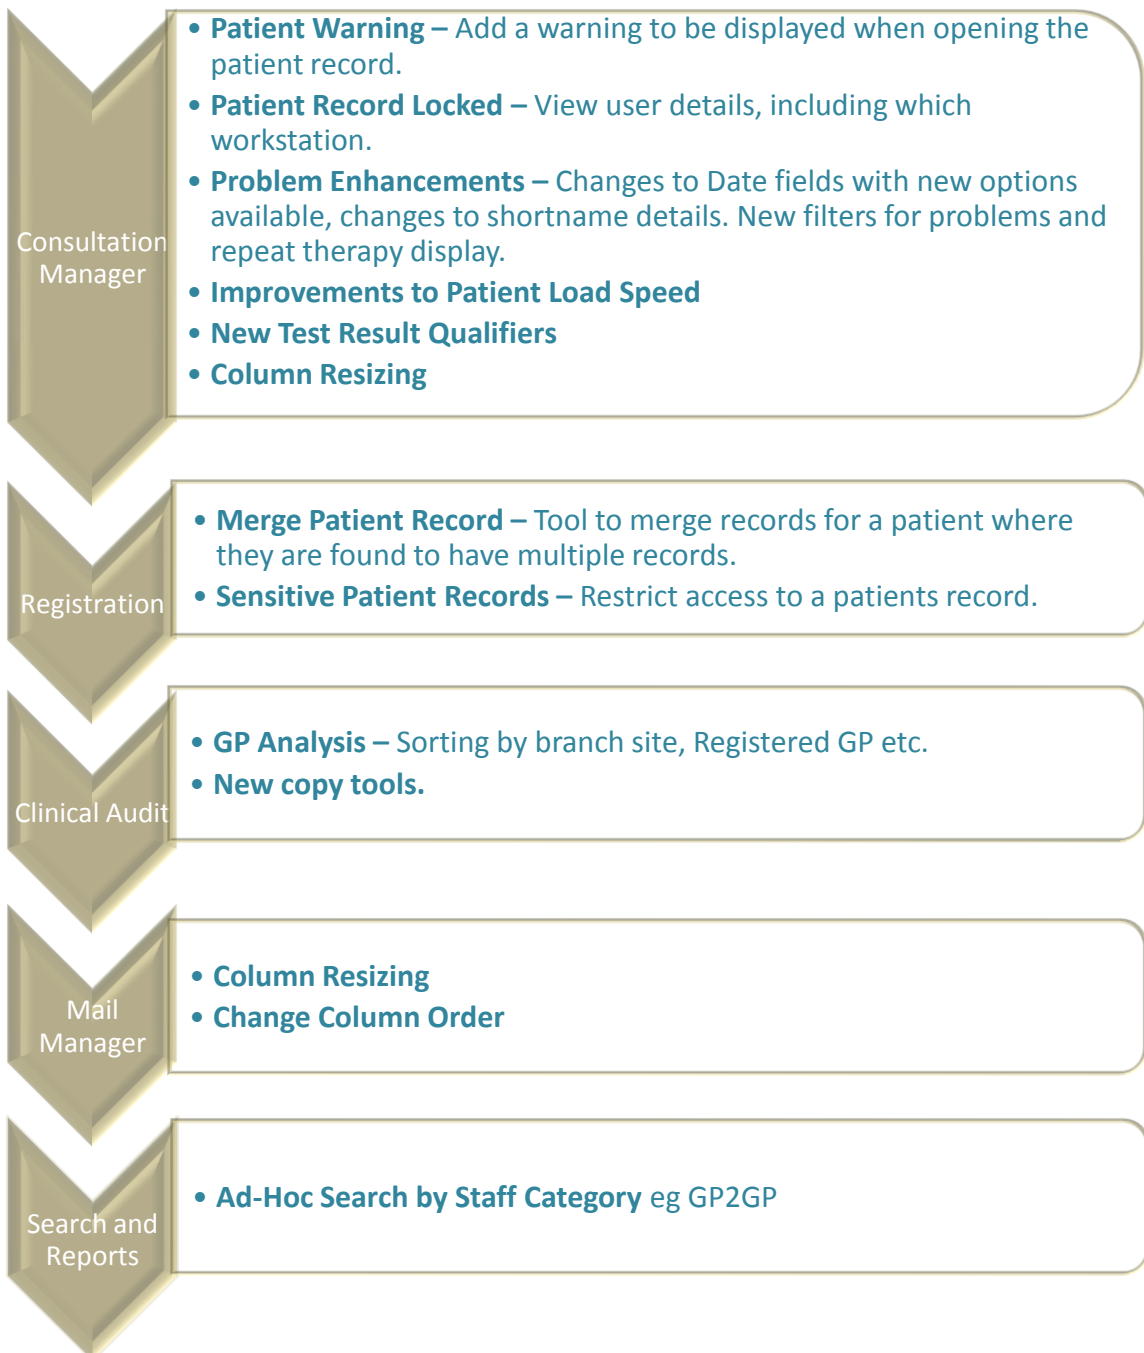 Consultation
Manager
• Patient Warning – Add a warning to be displayed when opening the
patient record.
• Patient Record Locked – View user details, including which
workstation.
• Problem Enhancements – Changes to Date fields with new options
available, changes to shortname details. New filters for problems and
repeat therapy display.
• Improvements to Patient Load Speed
• New Test Result Qualifiers
• Column Resizing
Registration
• Merge Patient Record – Tool to merge records for a patient where
they are found to have multiple records.
• Sensitive Patient Records – Restrict access to a patients record.
Clinical Audit
• GP Analysis – Sorting by branch site, Registered GP etc.
• New copy tools.
Mail
Manager
• Column Resizing
• Change Column Order
Search and
Reports
• Ad-Hoc Search by Staff Category eg GP2GP